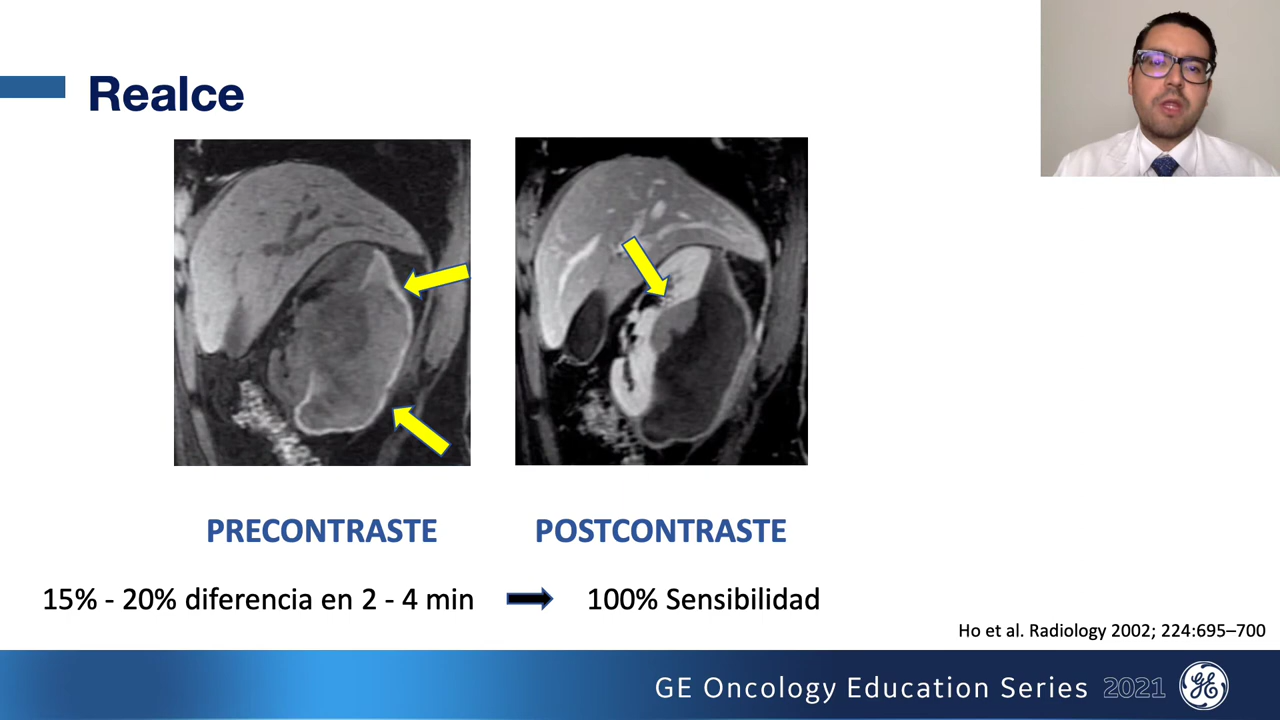 Realce
PRECONTRASTE
POSTCONTRASTE
15% - 20% diferencia en 2 - 4 min
100% Sensibilidad
Ho et al. Radiology 2002; 224:695–700
GE Oncology Education Series 2021